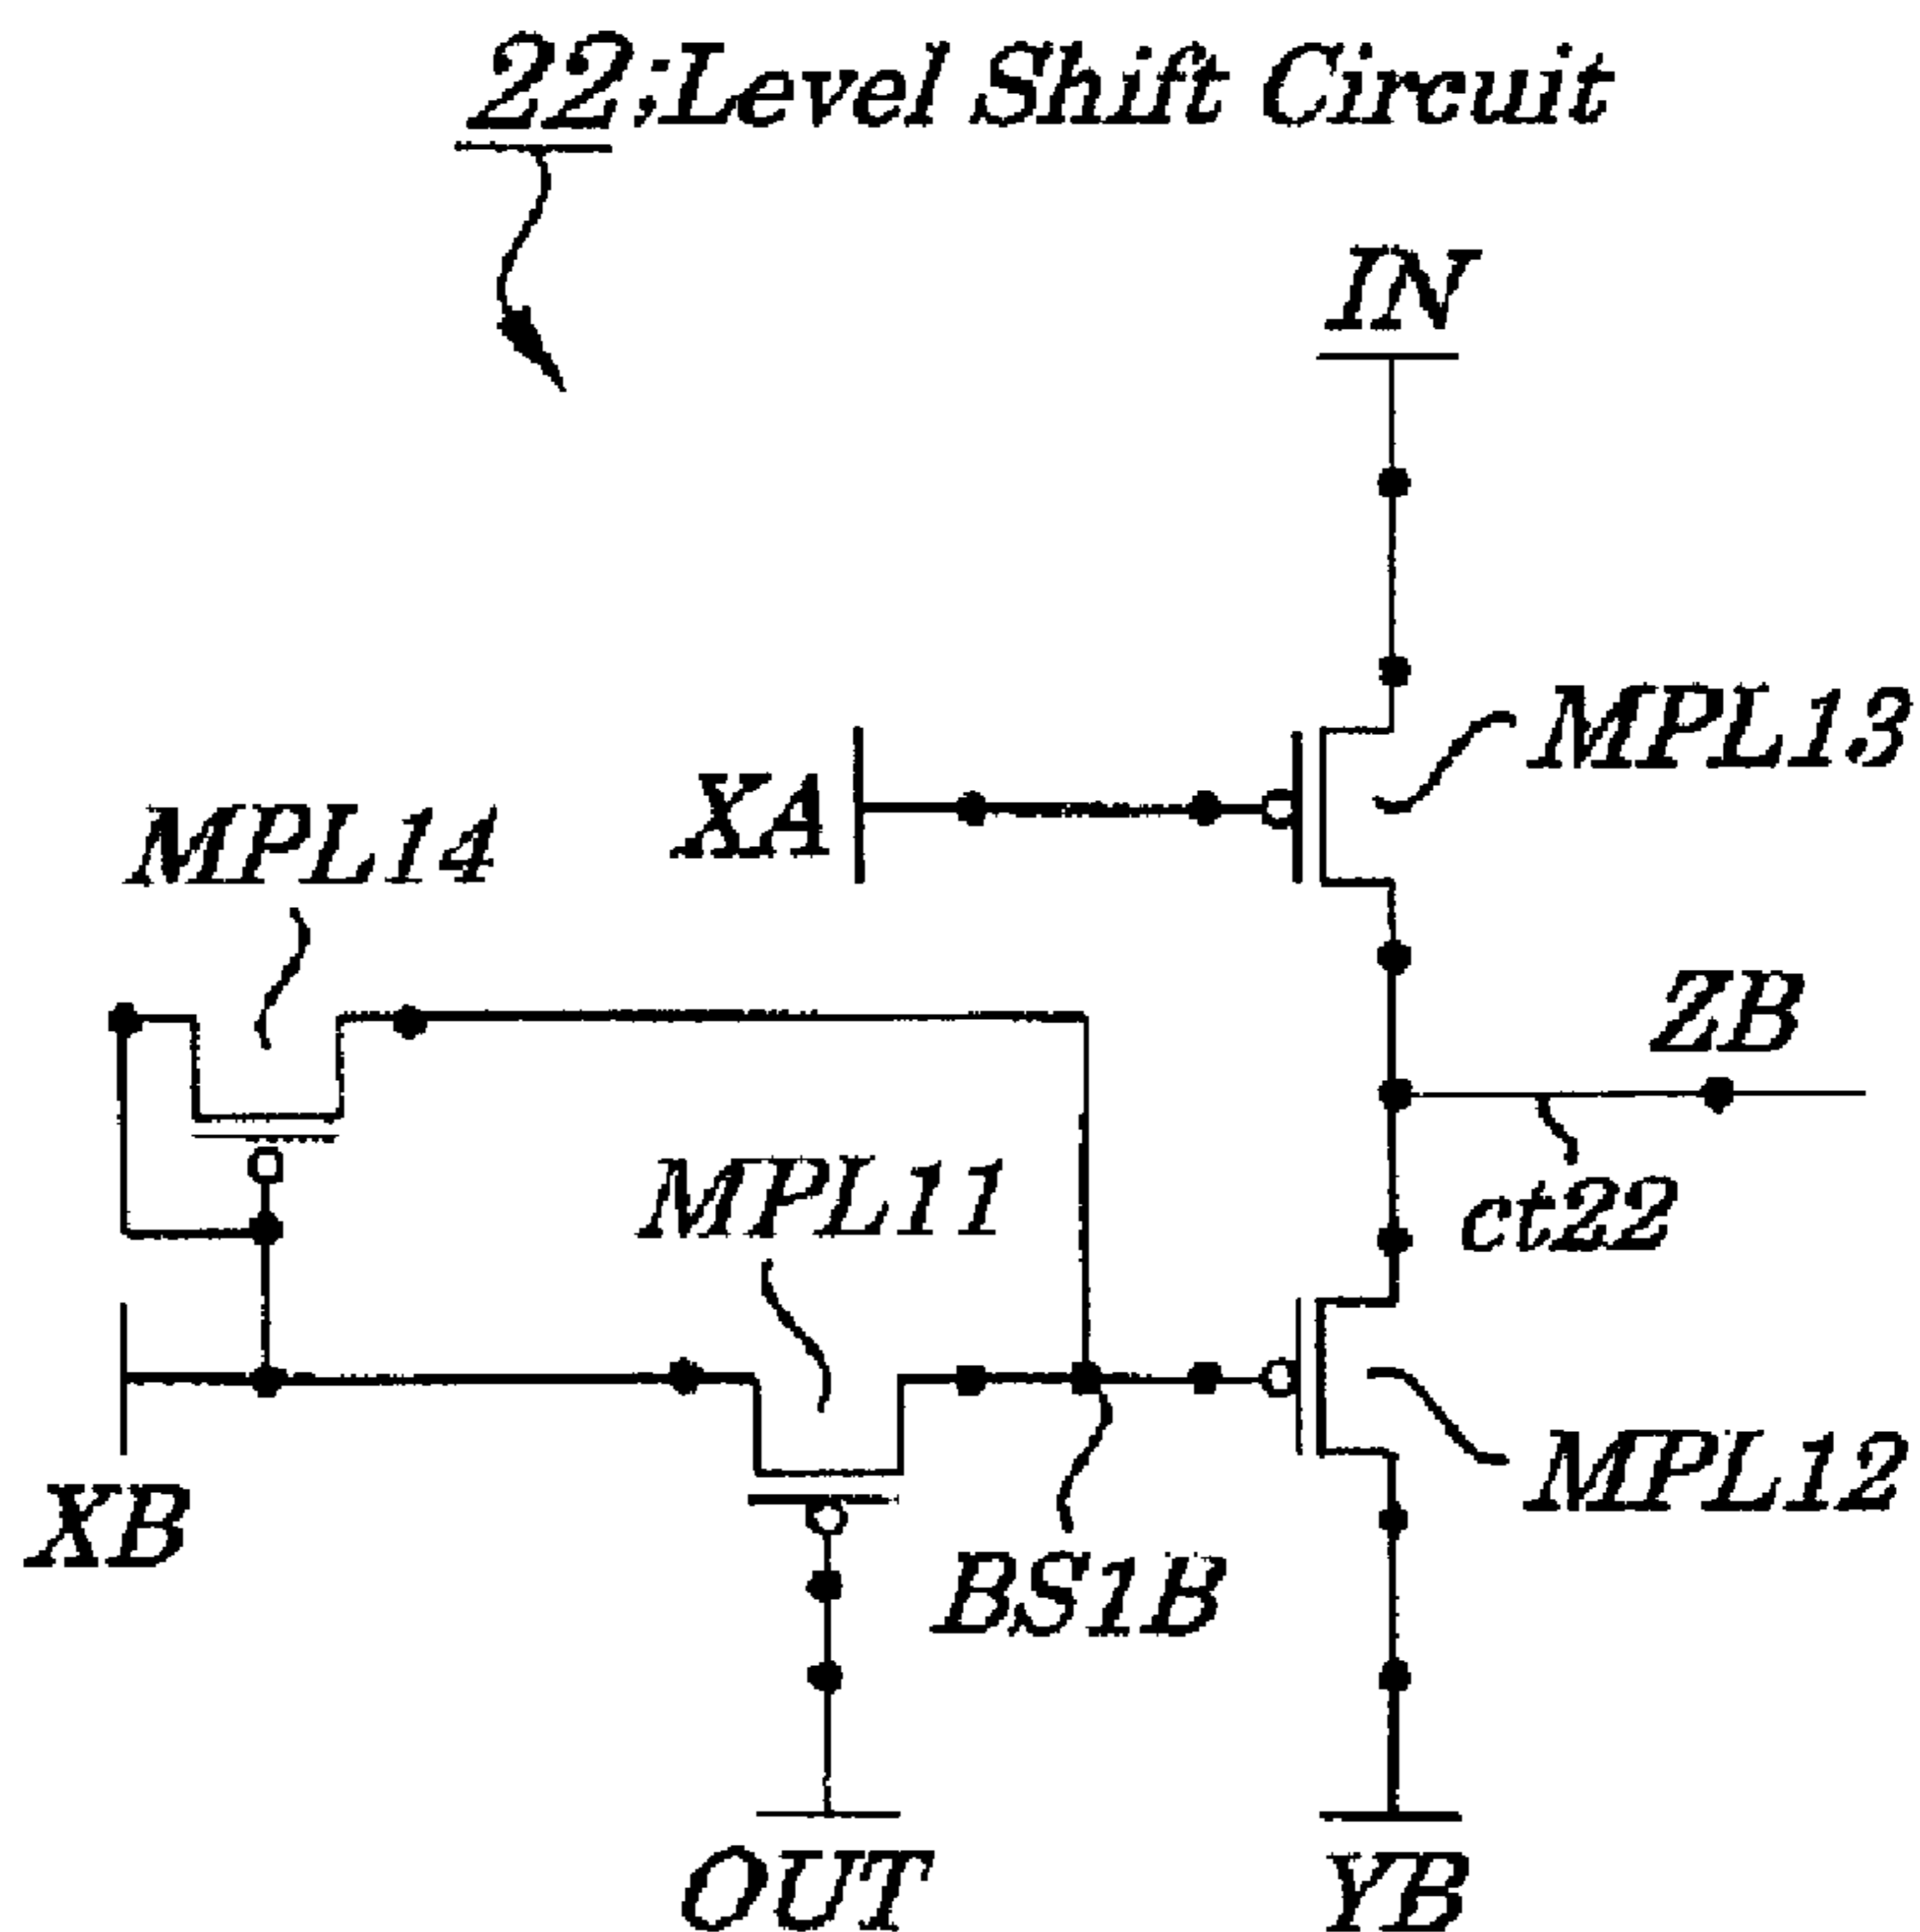 22;Level Shift Circuit
IN
MPL13
XA
MPL14
ZB
MPL11
ct22
MPL12
XB
BS1B
OUT
YB